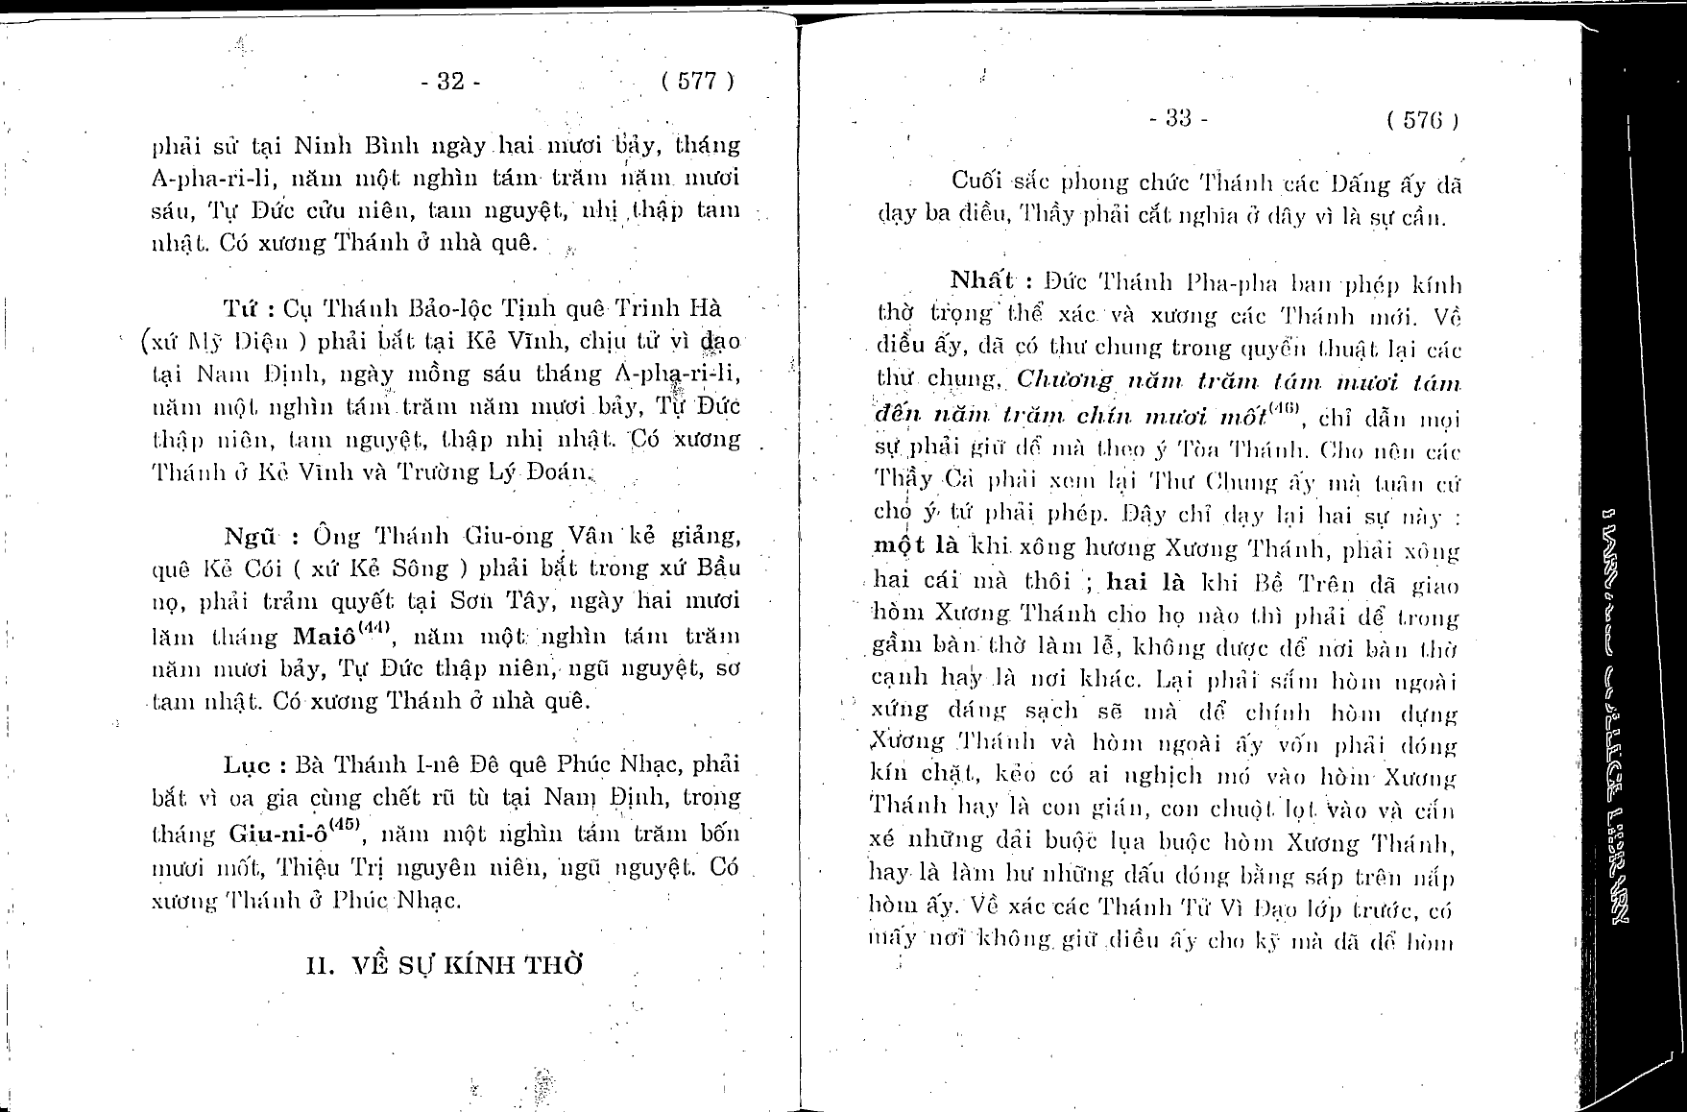 - 32 - ( 577 )
phải sử tại Ninh Bình ngày hai mươi bảy, tháng
A-pha-ri-li, năm một nghìn tám trăm năm mươi
sáu, Tự Đức cửu niên, tam nguyệt, nhị thập tam
nhật. Có xương Thánh ở nhà quê.
Tứ : Cụ Thánh Bảo-lộc Tịnh quê Trinh Hà
(xứ Mỹ Diện ) phải bắt tại Kẻ Vĩnh, chịu tử vì đạo
tại Nam Định, ngày mồng sáu tháng A-pha-ri-li,
năm một nghìn tám trăm năm mươi bảy, Tự Đức
thập niên, tam nguyệt, thập nhị nhật. Có xương
Thánh ở Kẻ Vĩnh và Trường Lý Đoán.
Ngũ : Ông Thánh Giu-ong Vân kẻ giảng,
quê Kẻ Cói ( xứ Kẻ Sông ) phải bắt trong xứ Bầu
nọ, phải trảm quyết tại Sơn Tây, ngày hai mươi
lăm tháng Maiô(44), năm một nghìn tám trăm
năm mươi bảy, Tự Đức thập niên, ngũ nguyệt, sơ
tam nhật. Có xương Thánh ở nhà quê.
Lục : Bà Thánh I-nê Đê quê Phúc Nhạc, phải
bắt vì oa gia cùng chết rũ tù tại Nam Định, trong
tháng Giu-ni-ô(45), năm một nghìn tám trăm bốn
mươi mốt, Thiệu Trị nguyên niên, ngũ nguyệt. Có
xương Thánh ở Phúc Nhạc.
II. VỀ SỰ KÍNH THỜ
- 33 - ( 576 )
Cuối sắc phong chức Thánh các Đấng ấy đã
dạy ba điều, Thầy phải cắt nghĩa ở đây vì là sự cần.
Nhất : Đức Thánh Pha-pha ban phép kính
thờ trọng thể xác và xương các Thánh mới. Về
điều ấy, đã có thư chung trong quyển thuật lại các
thư chung, Chương năm trăm tám mươi tám
đến năm trăm chín mươi mốt(46), chỉ dẫn mọi
sự phải giữ để mà theo ý Tòa Thánh. Cho nên các
Thầy Cả phải xem lại Thư Chung ấy mà tuân cứ
cho ý tứ phải phép. Đây chỉ dạy lại hai sự này :
một là khi xông hương Xương Thánh, phải xông
hai cái mà thôi ; hai là khi Bề Trên đã giao
hòm Xương Thánh cho họ nào thì phải để trong
gầm bàn thờ làm lễ, không được để nơi bàn thờ
cạnh hay là nơi khác. Lại phải sắm hòm ngoài
xứng đáng sạch sẽ mà để chính hòm đựng
Xương Thánh và hòm ngoài ấy vốn phải đóng
kín chặt, kẻo có ai nghịch mó vào hòm Xương
Thánh hay là con gián, con chuột lọt vào và cắn
xé những dải buộc lụa buộc hòm Xương Thánh,
hay là làm hư những dấu đóng bằng sáp trên nắp
hòm ấy. Về xác các Thánh Tử Vì Đạo lớp trước, có
mấy nơi không giữ điều ấy cho kỹ mà đã để hòm
HARVARD COLLEGE LIBRARY